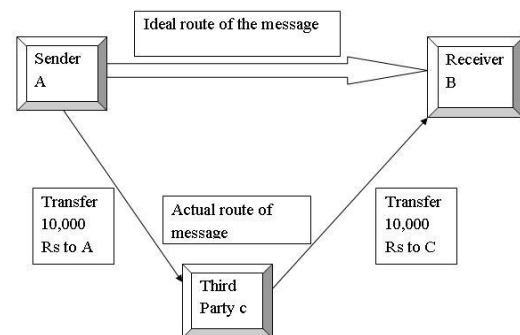 Ideal route of the message
Sender
A
Receiver
B
Transfer
10,000
Rs to A
Actual route of
message
Transfer
10,000
Rs to C
Third
Party c